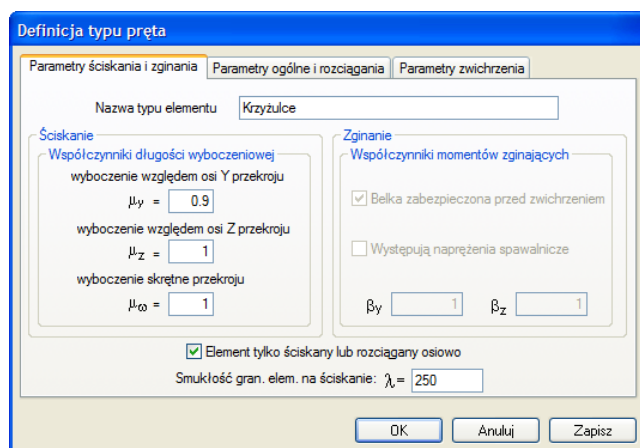 Definicja typu pręta
Parametry ściskania i zginania Parametry ogólne i rozciągania Parametry zwichrzenia
Nazwa typu elementu Krzyżulce
Ściskanie
Współczynniki długości wyboczeniowej
wyboczenie względem osi Y przekroju
μy = 0.9
wyboczenie względem osi Z przekroju
μz = 1
wyboczenie skrętne przekroju
μω = 1
Zginanie
Współczynniki momentów zginających
Belka zabezpieczona przed zwichrzeniem
Występują naprężenia spawalnicze
βy 1 βz 1
Element tylko ściskany lub rozciągany osiowo
Smukłość gran. elem. na ściskanie: λ = 250
OK Anuluj Zapisz